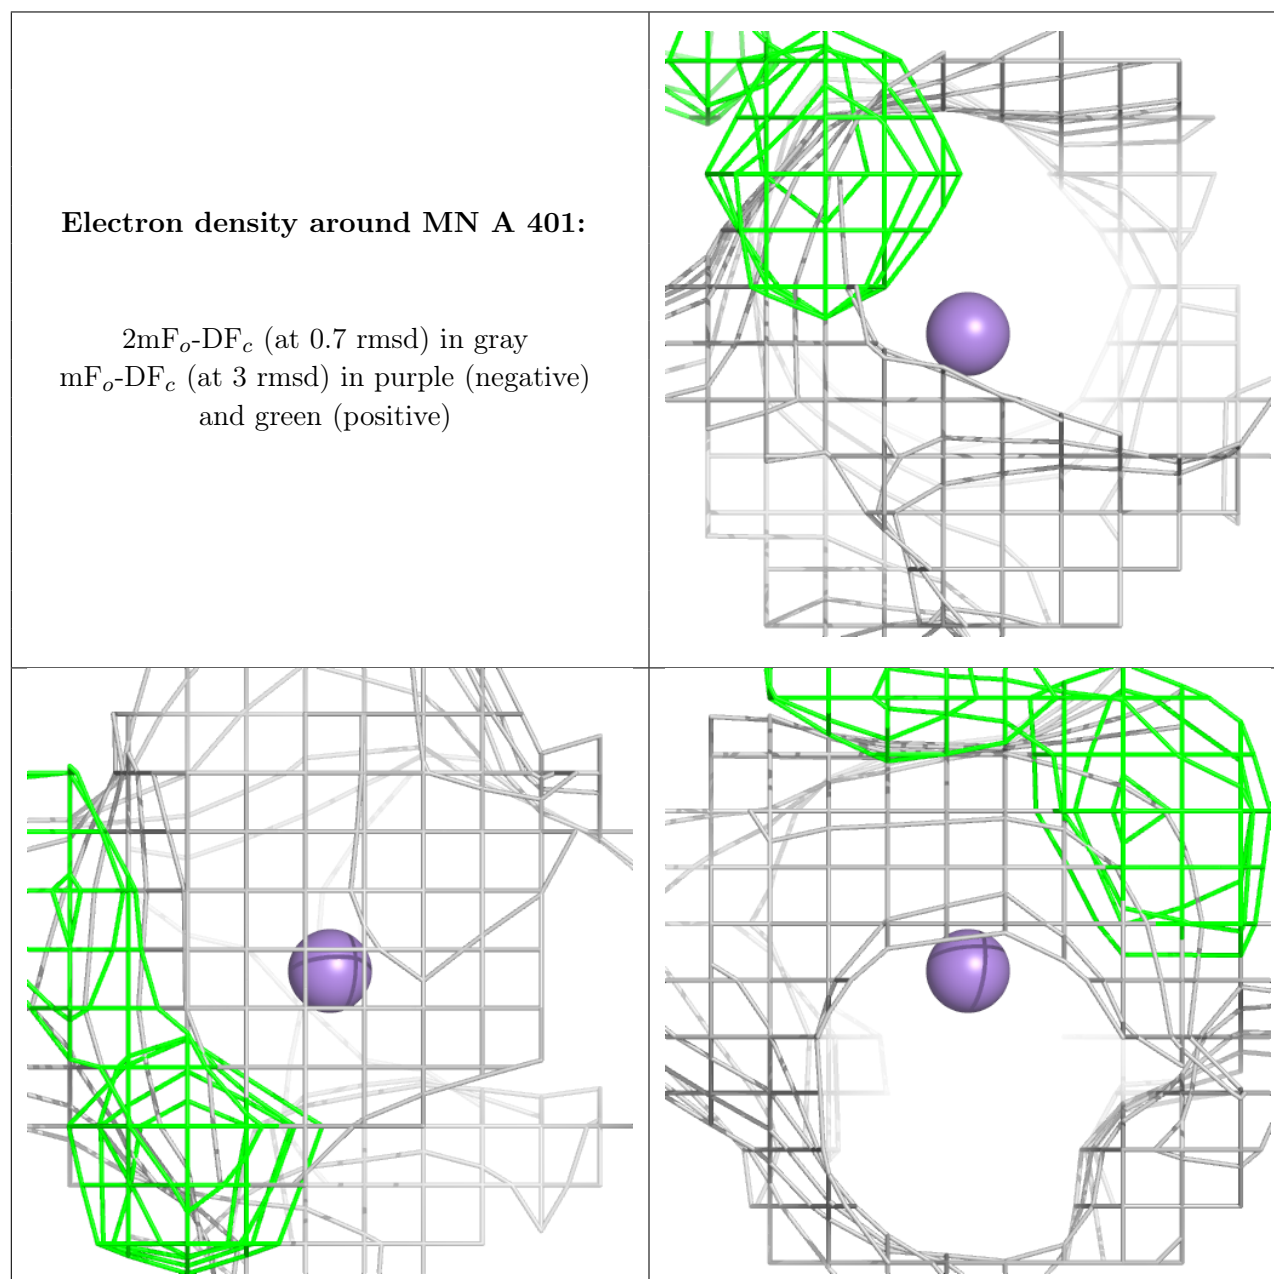 Electron density around MN A 401:
2mFₒ-DF𝒸 (at 0.7 rmsd) in gray
mFₒ-DF𝒸 (at 3 rmsd) in purple (negative)
and green (positive)